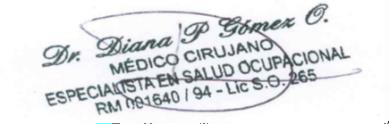 Dr. Diana P Gómez O.
MÉDICO CIRUJANO
ESPECIALISTA EN SALUD OCUPACIONAL
RM 091640 / 94 - Lic S.O. 265